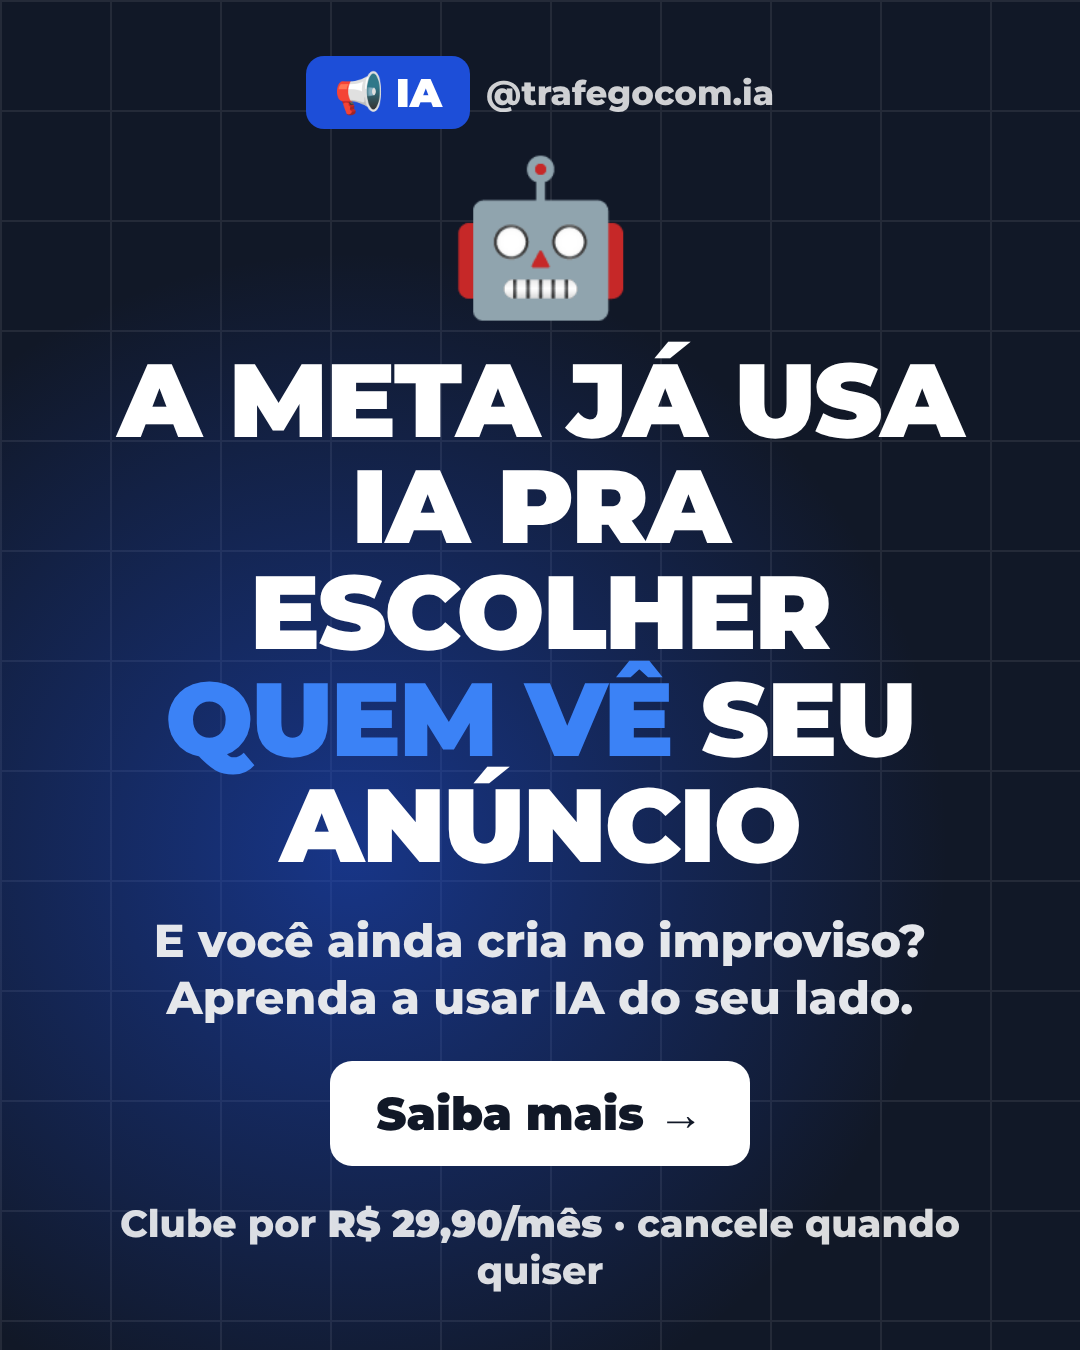 📢 IA @trafegocom.ia
A META JÁ USA
IA PRA
ESCOLHER
QUEM VÊ SEU
ANÚNCIO
E você ainda cria no improviso?
Aprenda a usar IA do seu lado.
Saiba mais →
Clube por R$ 29,90/mês · cancele quando
quiser